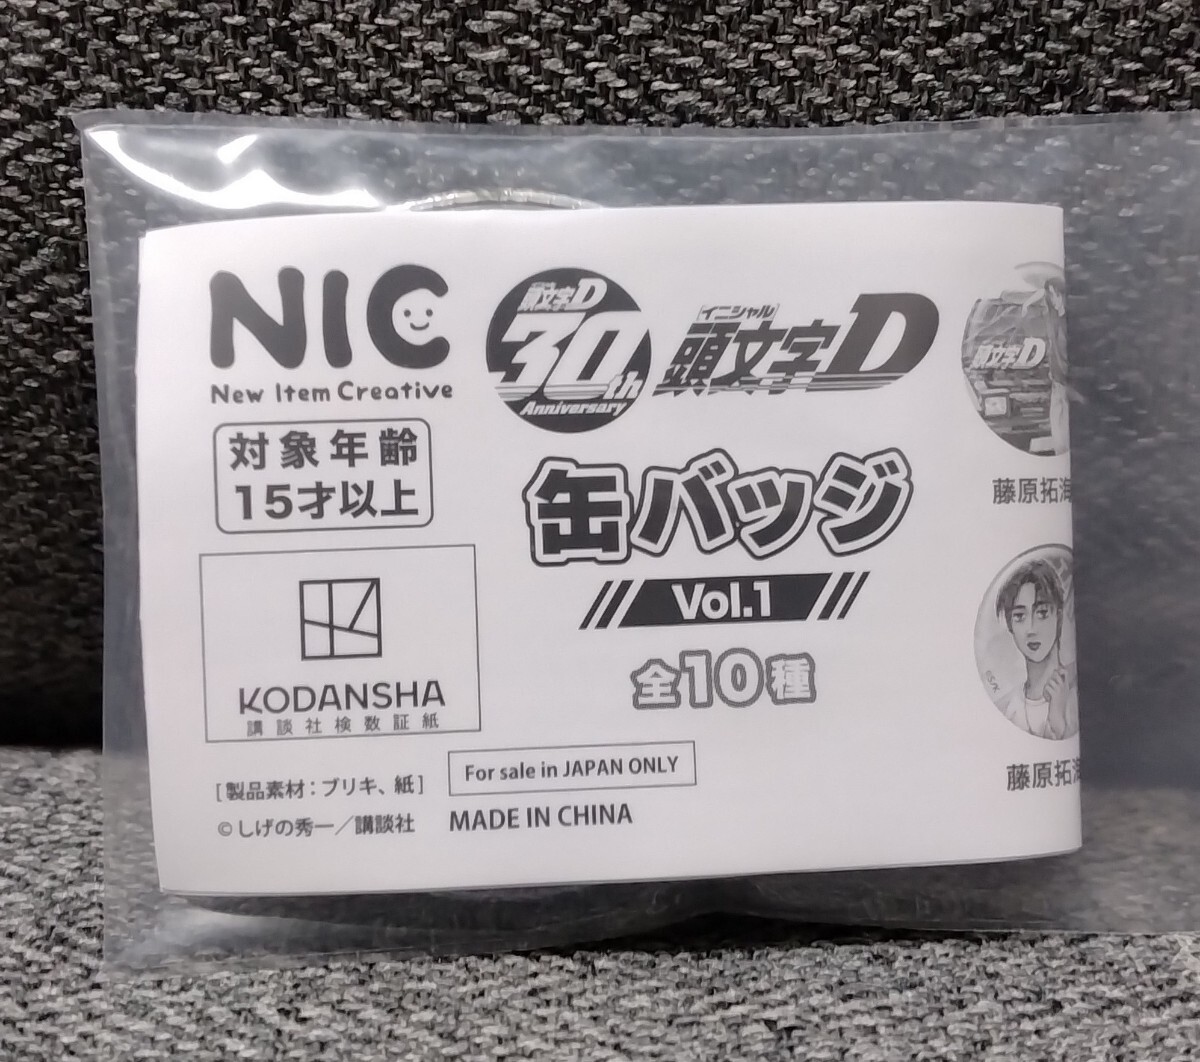 NIC
New Item Creative
対象年齢
15才以上
KODANSHA
講談社検数証紙
[製品素材：ブリキ、紙]
©しげの秀一／講談社
頭文字D
30th
Anniversary
イニシャル
頭文字D
缶バッジ
Vol.1
全10種
For sale in JAPAN ONLY
MADE IN CHINA
頭文字D
藤原拓海
藤原拓海